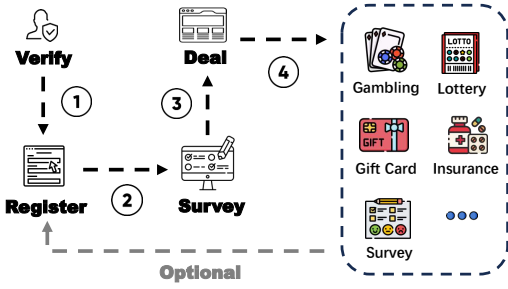 Verify
Deal
1
3
4
2
Register
Survey
Optional
LOTTO
Gambling
Lottery
GIFT
Gift Card
Insurance
Survey